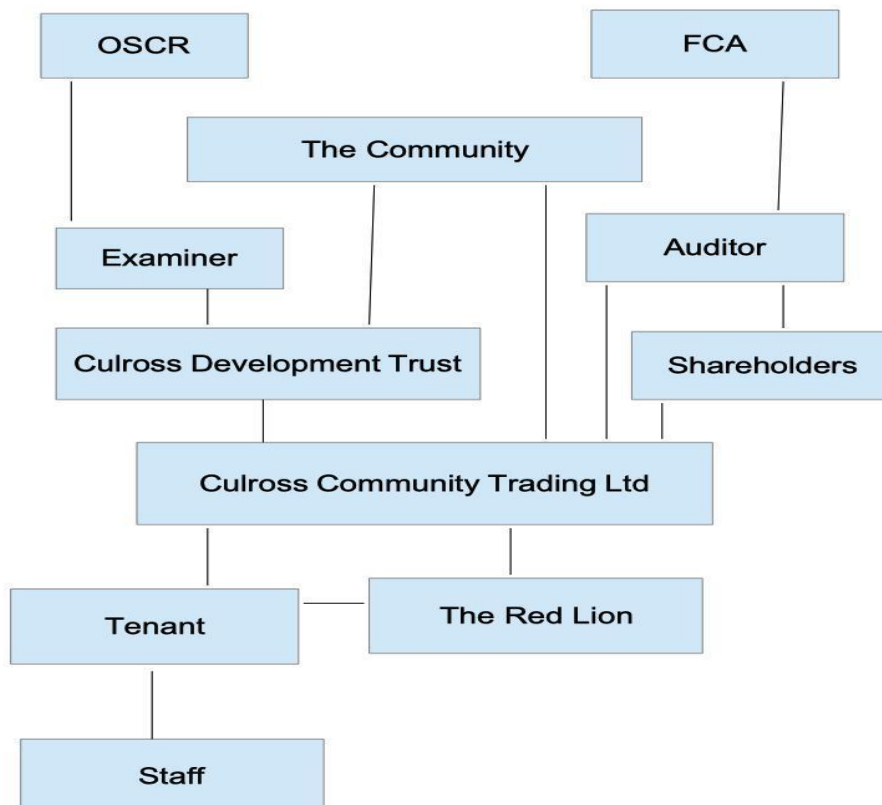 OSCR
FCA
The Community
Examiner
Auditor
Culross Development Trust
Shareholders
Culross Community Trading Ltd
Tenant
The Red Lion
Staff